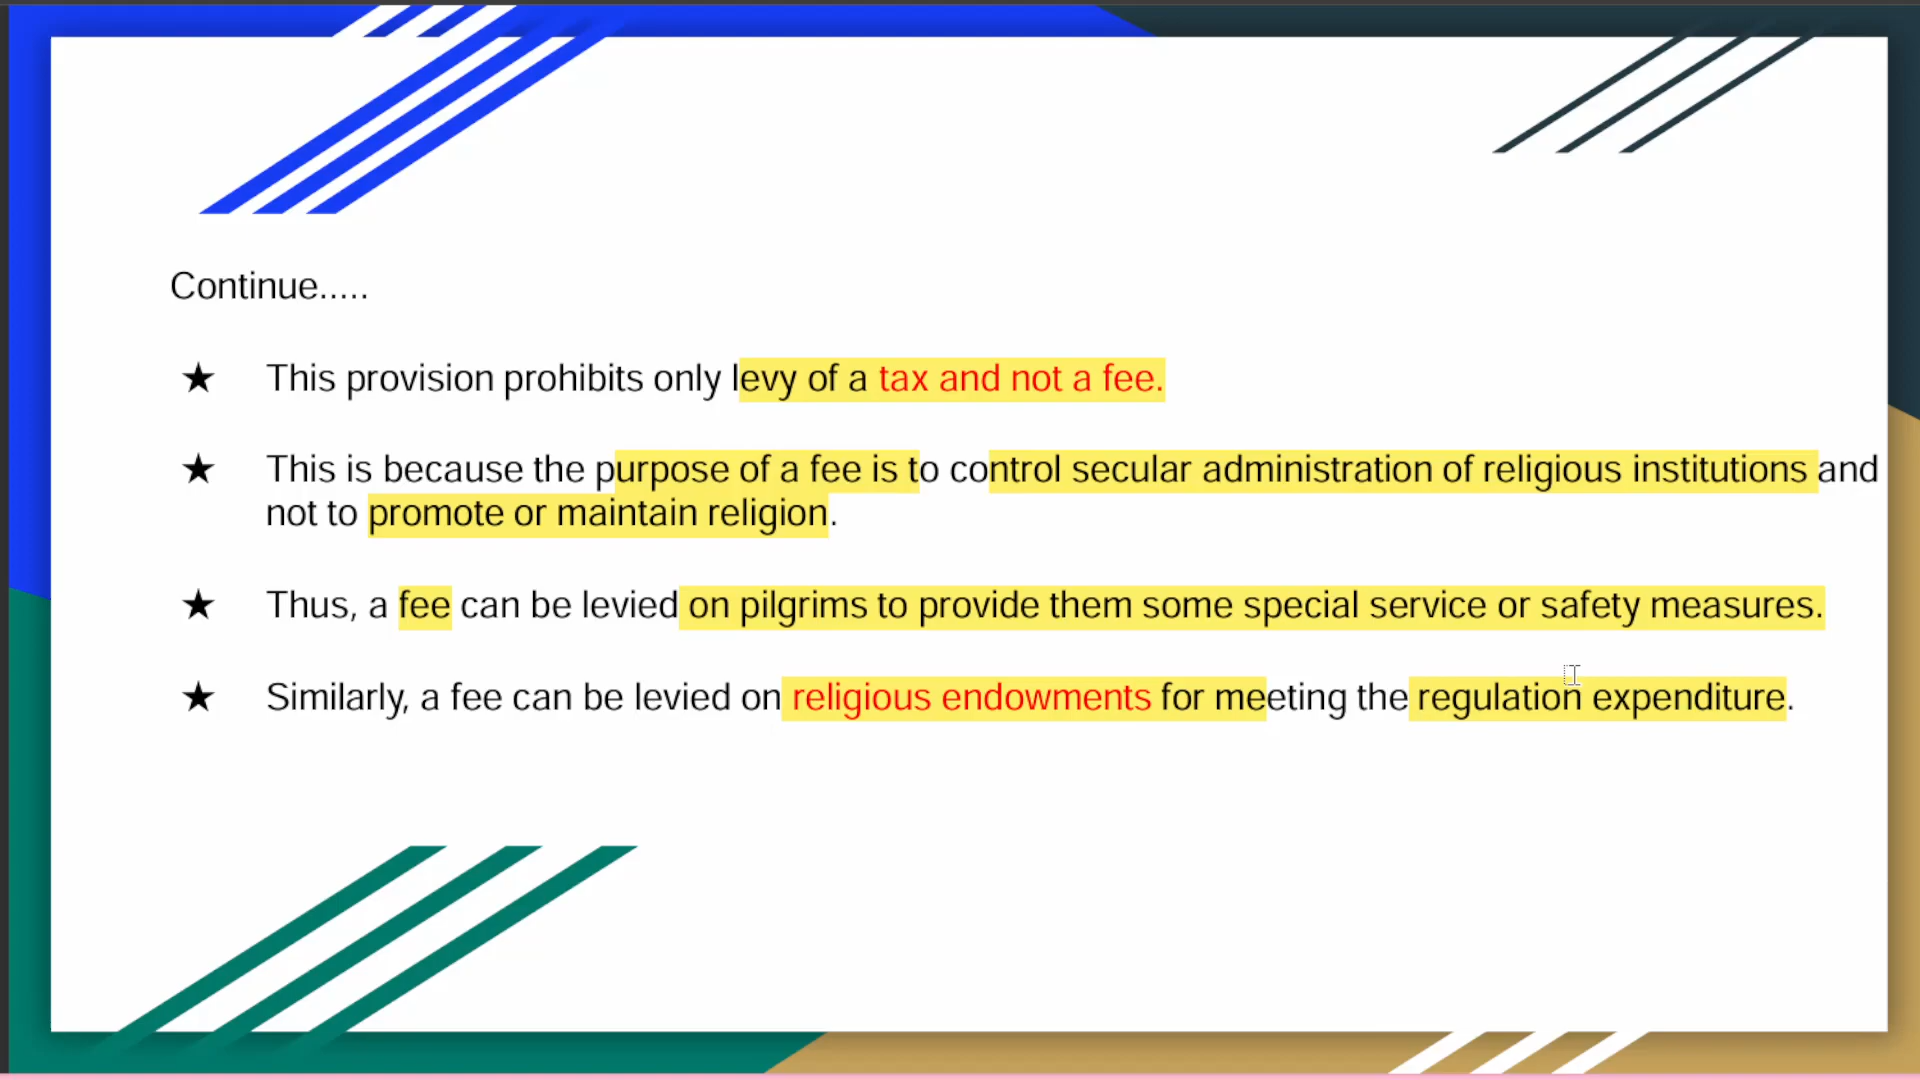 Continue.....
★ This provision prohibits only levy of a tax and not a fee.
★ This is because the purpose of a fee is to control secular administration of religious institutions and
not to promote or maintain religion.
★ Thus, a fee can be levied on pilgrims to provide them some special service or safety measures.
★ Similarly, a fee can be levied on religious endowments for meeting the regulation expenditure.